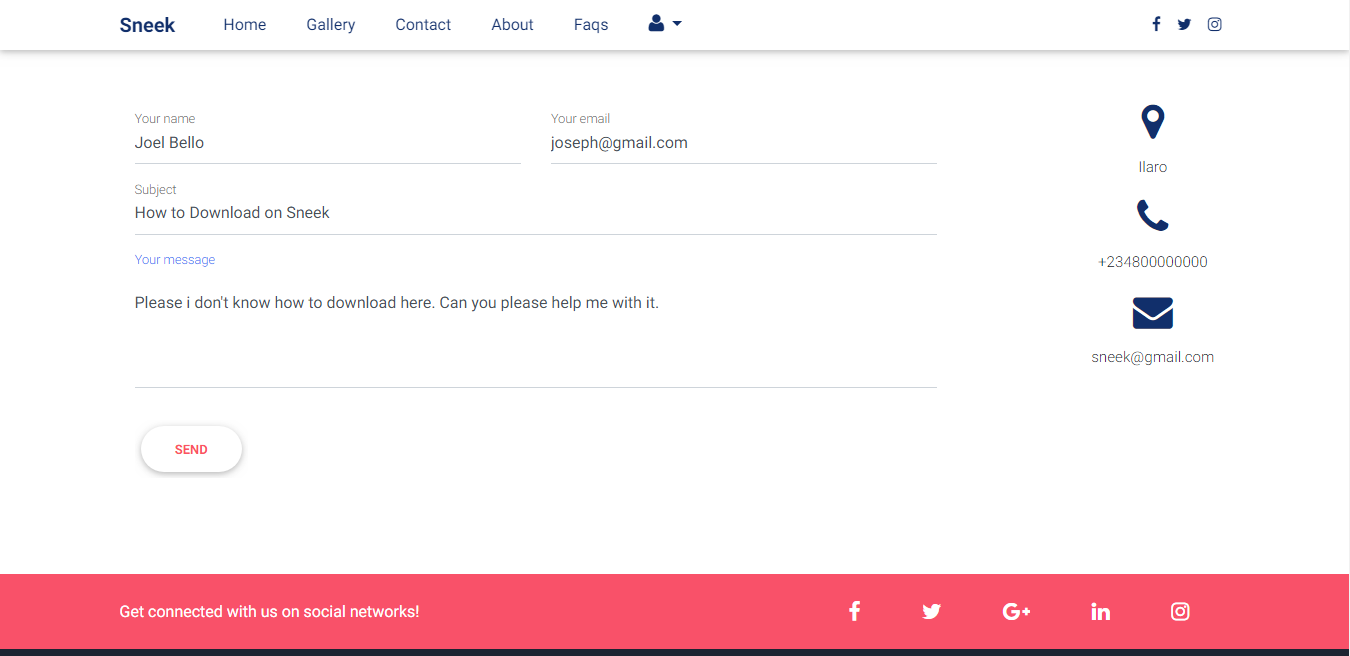 Sneek Home Gallery Contact About Faqs
Your name Your email
Joel Bello joseph@gmail.com
Subject
How to Download on Sneek
Your message
Please i don't know how to download here. Can you please help me with it.
SEND
Ilaro
+234800000000
sneek@gmail.com
Get connected with us on social networks!